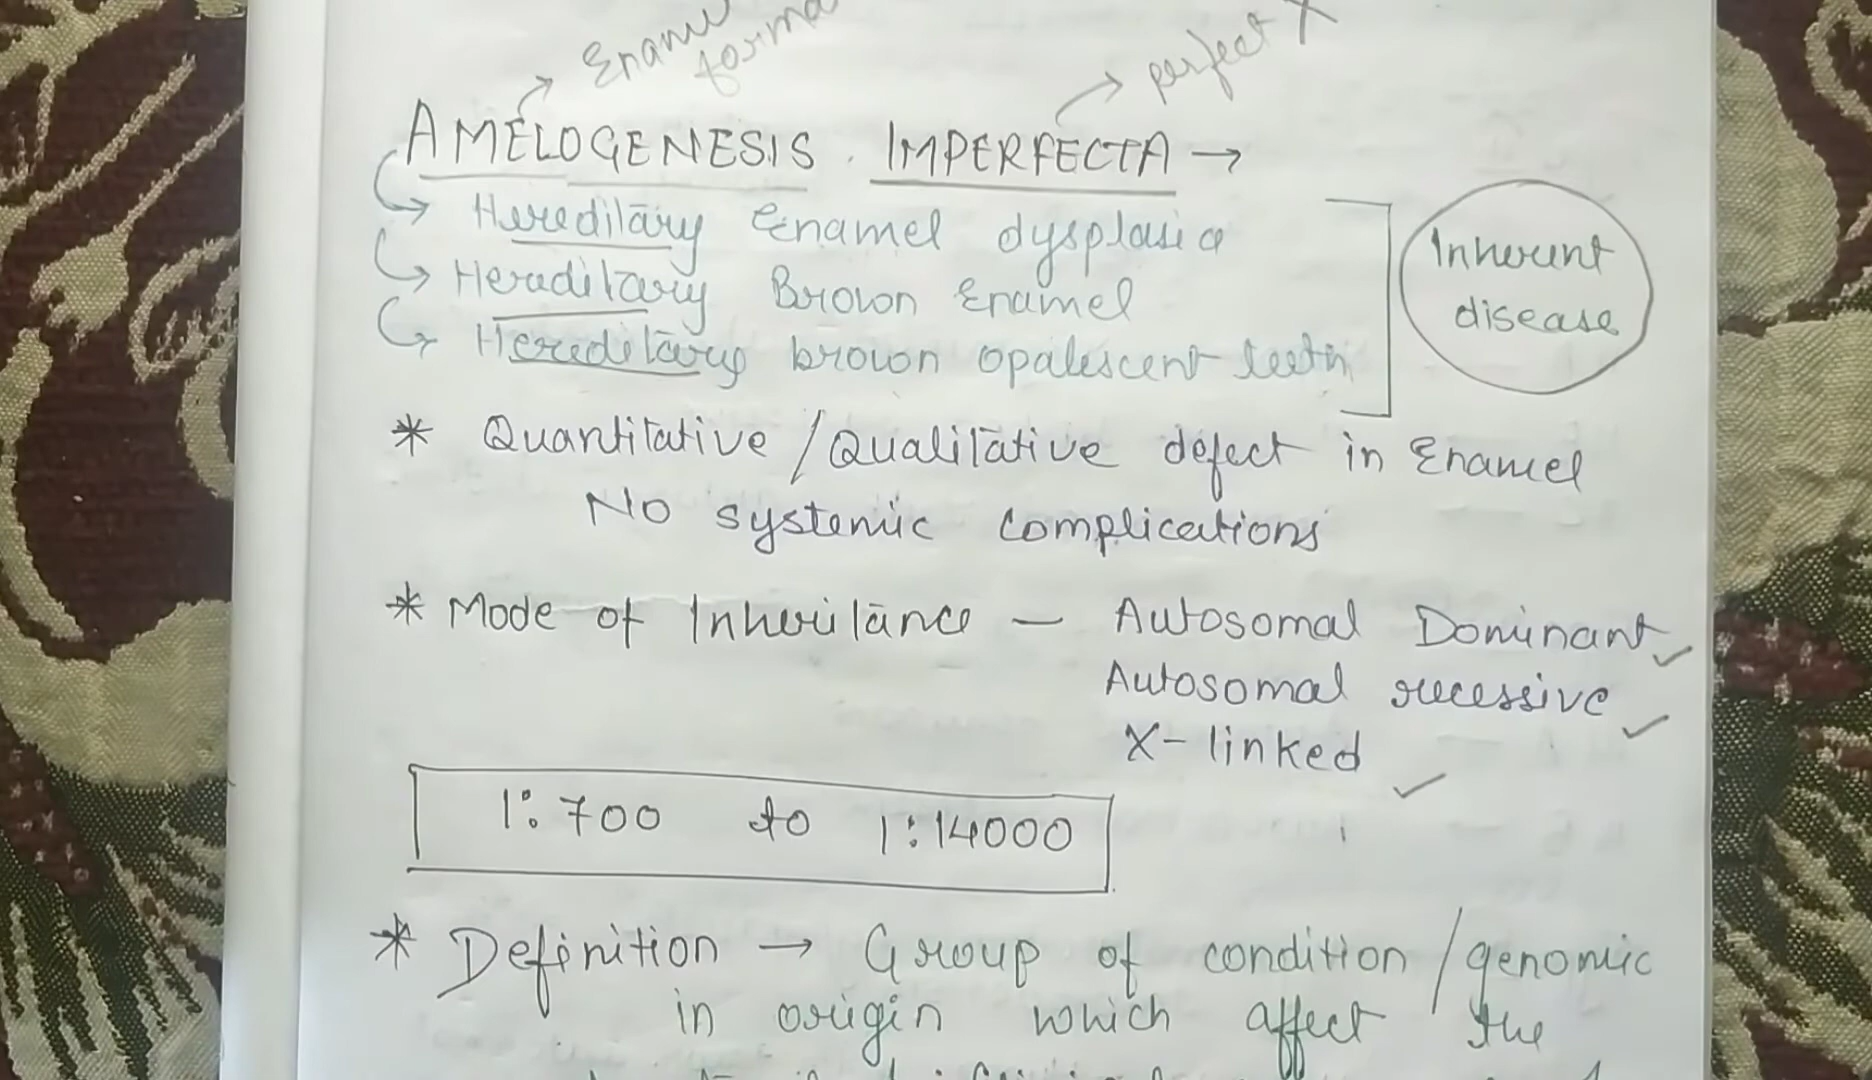 perfect X
AMELOGENESIS IMPERFECTA →
→ Hereditary Enamel dysplasia
→ Hereditary Brown Enamel
→ Hereditary brown opalescent teeth
Inherent
disease
* Quantitative / Qualitative defect in Enamel
No systemic complications
* Mode of Inheritance — Autosomal Dominant ✓
Autosomal recessive ✓
X-linked ✓
1:700 to 1:14000
* Definition → Group of condition / genomic
in origin which affect the